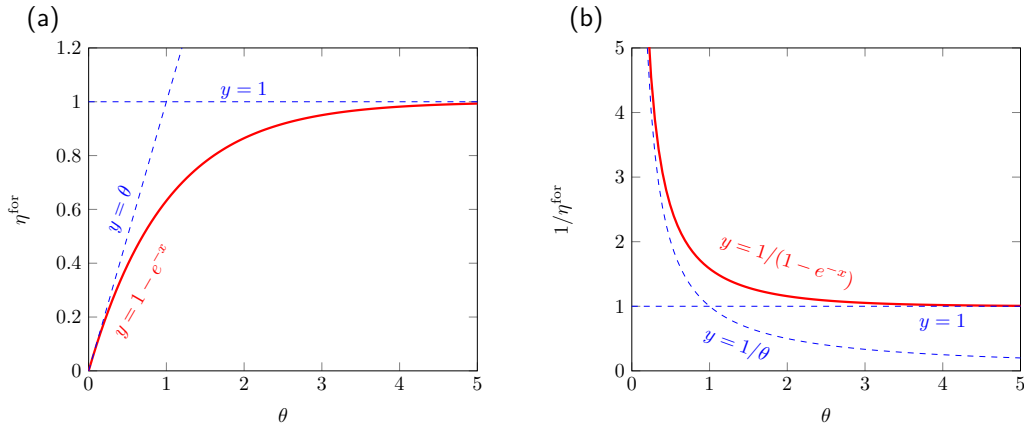 (a)
1.2
1
0.8
0.6
0.4
0.2
0
η^for
y = 1
y = θ
y = 1 − e^−x
0 1 2 3 4 5
θ
(b)
5
4
3
2
1
0
1/η^for
y = 1/(1 − e^−x)
y = 1
y = 1/θ
0 1 2 3 4 5
θ